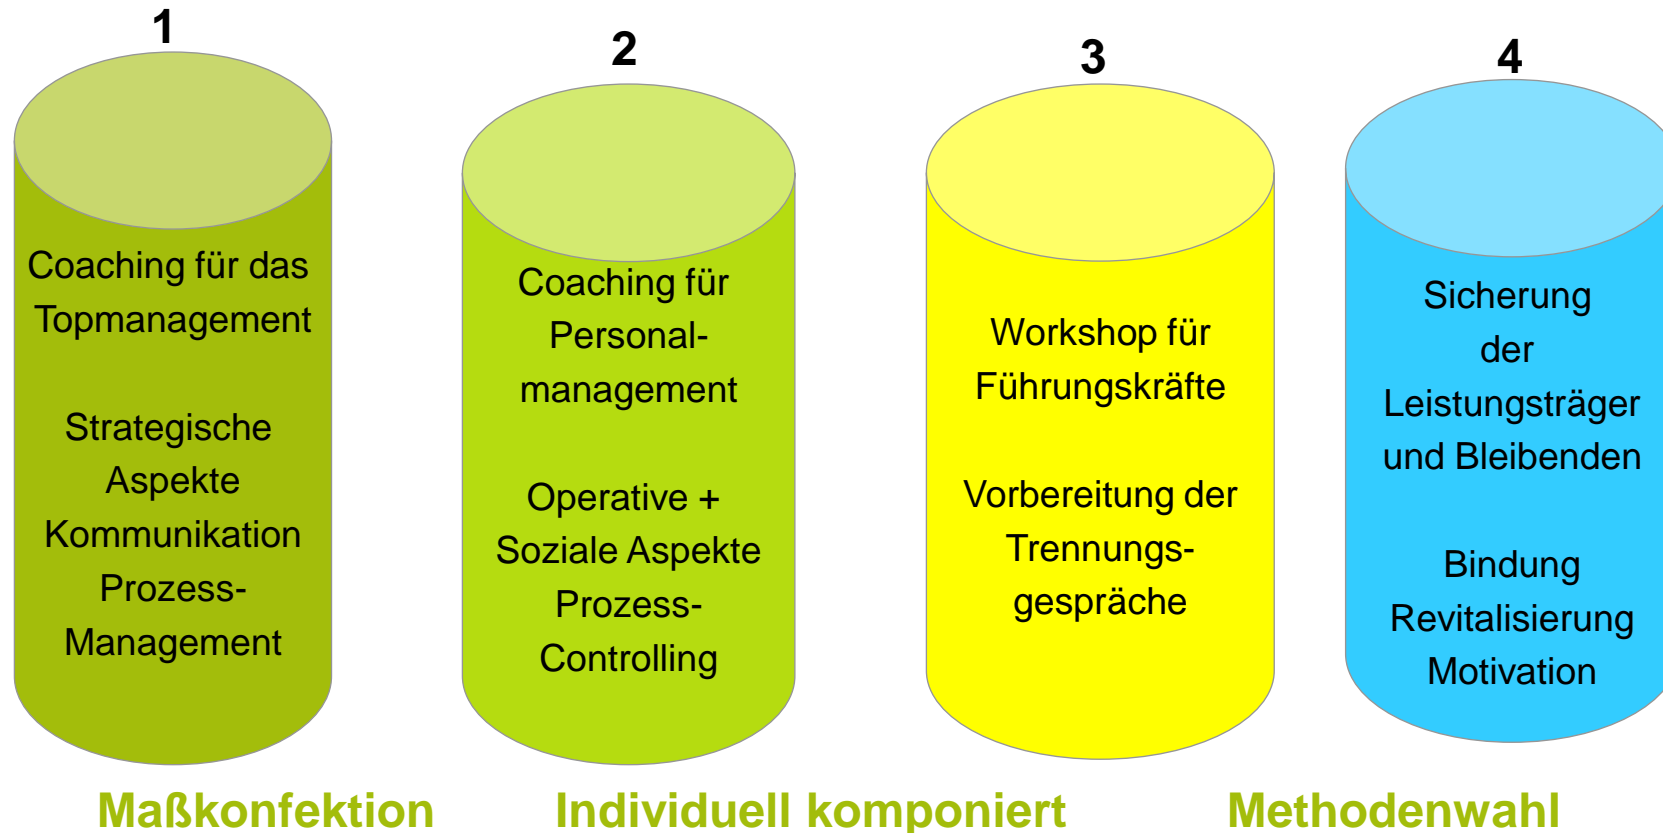 1
Coaching für das
Topmanagement
Strategische
Aspekte
Kommunikation
Prozess-
Management
2
Coaching für
Personal-
management
Operative +
Soziale Aspekte
Prozess-
Controlling
3
Workshop für
Führungskräfte
Vorbereitung der
Trennungs-
gespräche
4
Sicherung
der
Leistungsträger
und Bleibenden
Bindung
Revitalisierung
Motivation
Maßkonfektion
Individuell komponiert
Methodenwahl